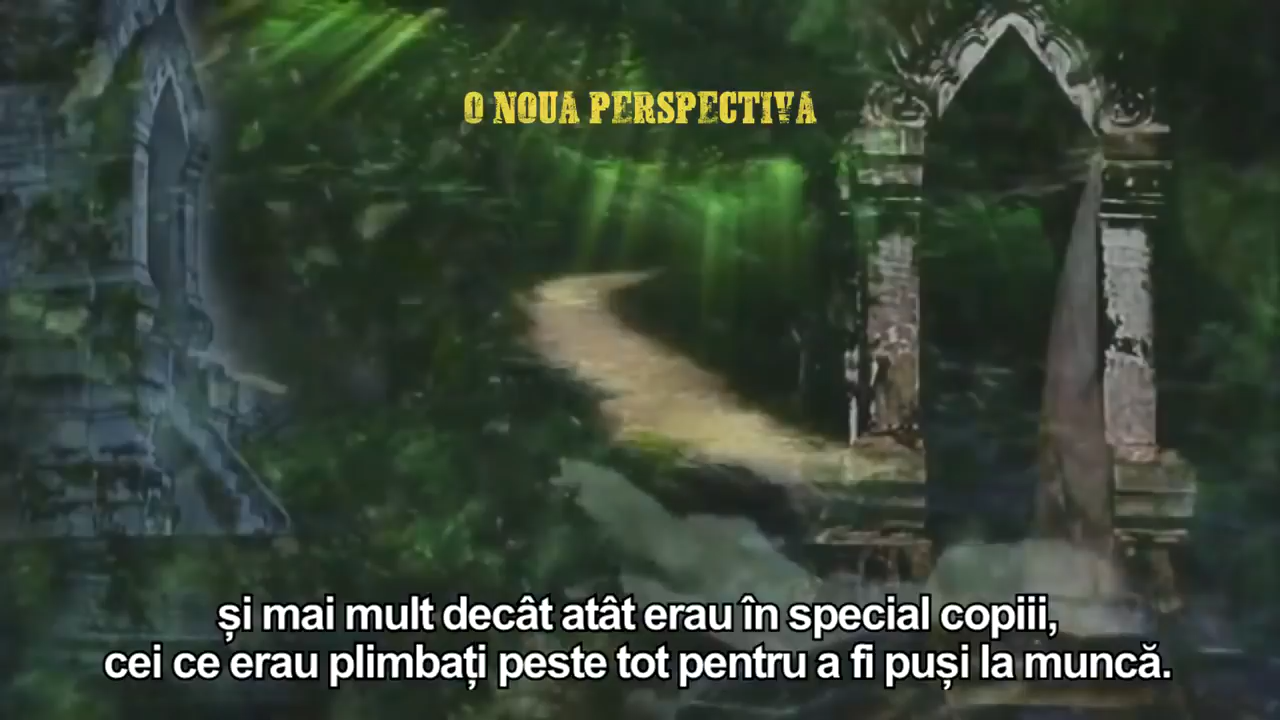 O NOUA PERSPECTIVA
și mai mult decât atât erau în special copiii,
cei ce erau plimbați peste tot pentru a fi puși la muncă.